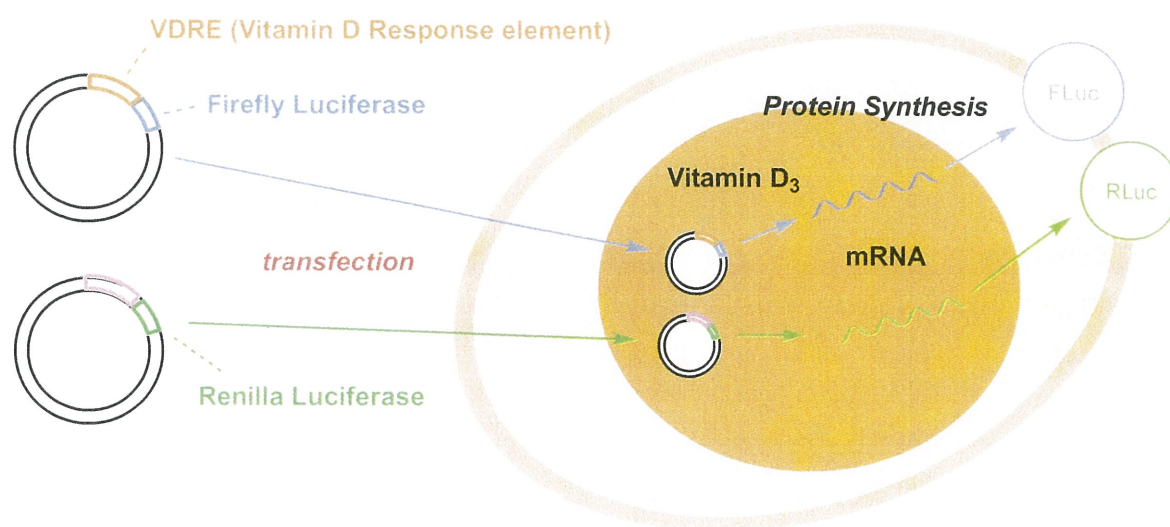 VDRE (Vitamin D Response element)
Firefly Luciferase
transfection
Renilla Luciferase
Protein Synthesis
FLuc
RLuc
Vitamin D3
mRNA